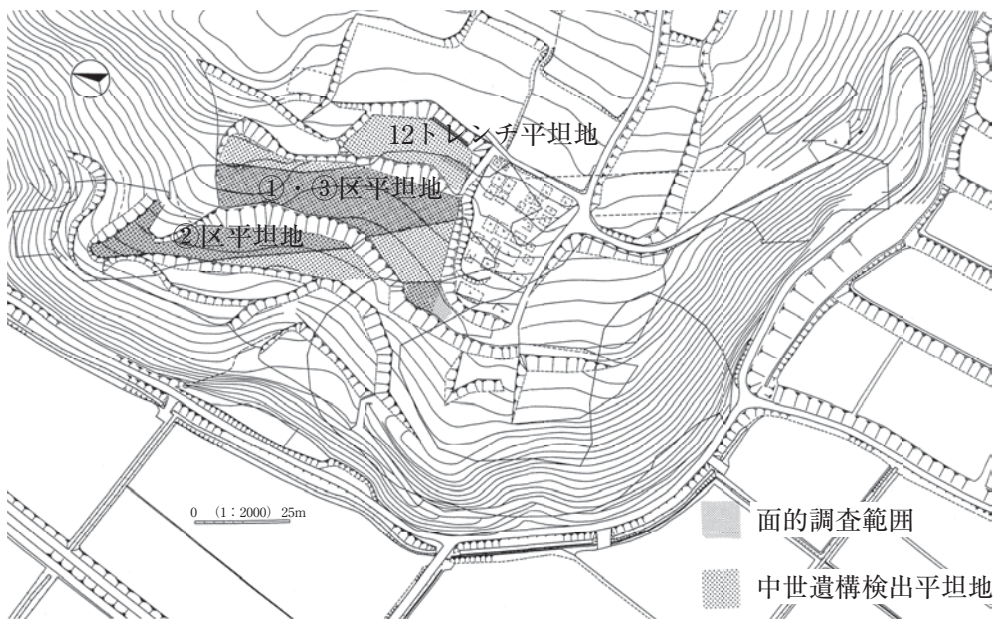 12トレンチ平坦地
①・③区平坦地
②区平坦地
0 (1：2000) 25m
面的調査範囲
中世遺構検出平坦地